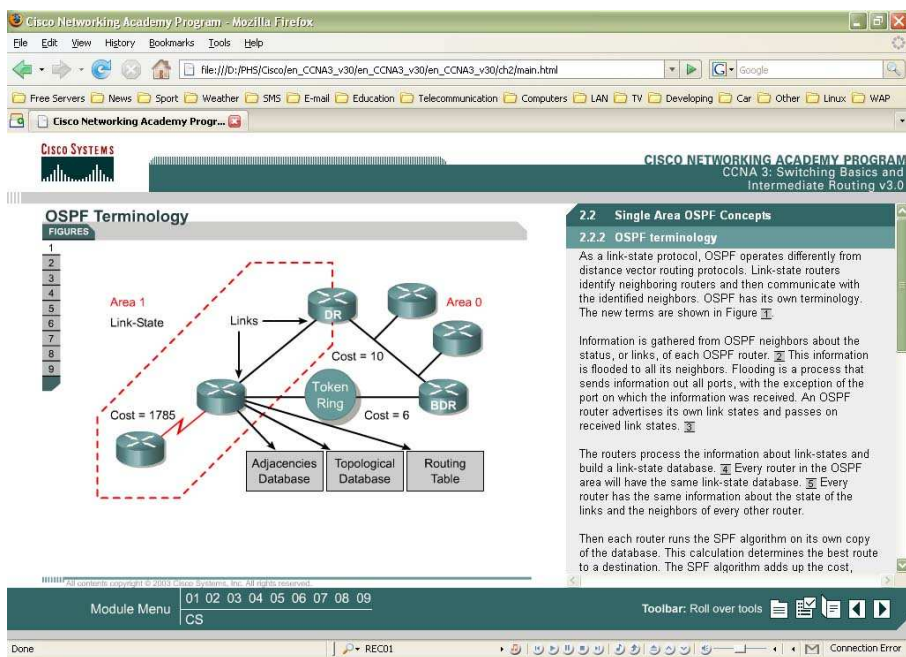 Cisco Networking Academy Program - Mozilla Firefox
File Edit View History Bookmarks Tools Help
file:///D:/PHS/Cisco/en_CCNA3_v30/en_CCNA3_v30/en_CCNA3_v30/ch2/main.html
G Google
Free Servers News Sport Weather SMS E-mail Education Telecommunication Computers LAN TV Developing Car Other Linux WAP
Cisco Networking Academy Progr...
CISCO SYSTEMS
CISCO NETWORKING ACADEMY PROGRAM
CCNA 3: Switching Basics and
Intermediate Routing v3.0
OSPF Terminology
FIGURES
1
2
3
4
5
6
7
8
9
Area 1
Link-State
Links
DR
Area 0
Cost = 10
Token
Ring
BDR
Cost = 6
Cost = 1785
Adjacencies
Database
Topological
Database
Routing
Table
2.2 Single Area OSPF Concepts
2.2.2 OSPF terminology
As a link-state protocol, OSPF operates differently from
distance vector routing protocols. Link-state routers
identify neighboring routers and then communicate with
the identified neighbors. OSPF has its own terminology.
The new terms are shown in Figure 1.
Information is gathered from OSPF neighbors about the
status, or links, of each OSPF router. 2 This information
is flooded to all its neighbors. Flooding is a process that
sends information out all ports, with the exception of the
port on which the information was received. An OSPF
router advertises its own link states and passes on
received link states. 3
The routers process the information about link-states and
build a link-state database. 4 Every router in the OSPF
area will have the same link-state database. 5 Every
router has the same information about the state of the
links and the neighbors of every other router.
Then each router runs the SPF algorithm on its own copy
of the database. This calculation determines the best route
to a destination. The SPF algorithm adds up the cost,
All contents copyright © 2003 Cisco Systems, Inc. All rights reserved.
Module Menu
01 02 03 04 05 06 07 08 09
CS
Toolbar: Roll over tools
Done
REC01
Connection Error